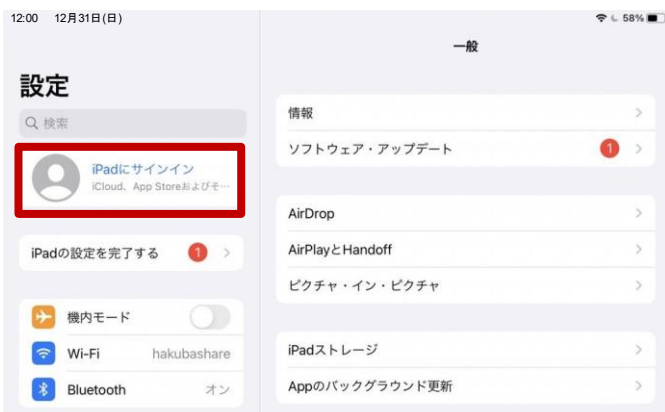 12:00 12月31日(日)
58%
設定
検索
iPadにサインイン
iCloud、App Storeおよびそ…
iPadの設定を完了する 1
機内モード
Wi-Fi hakubashare
Bluetooth オン
一般
情報
ソフトウェア・アップデート 1
AirDrop
AirPlayとHandoff
ピクチャ・イン・ピクチャ
iPadストレージ
Appのバックグラウンド更新